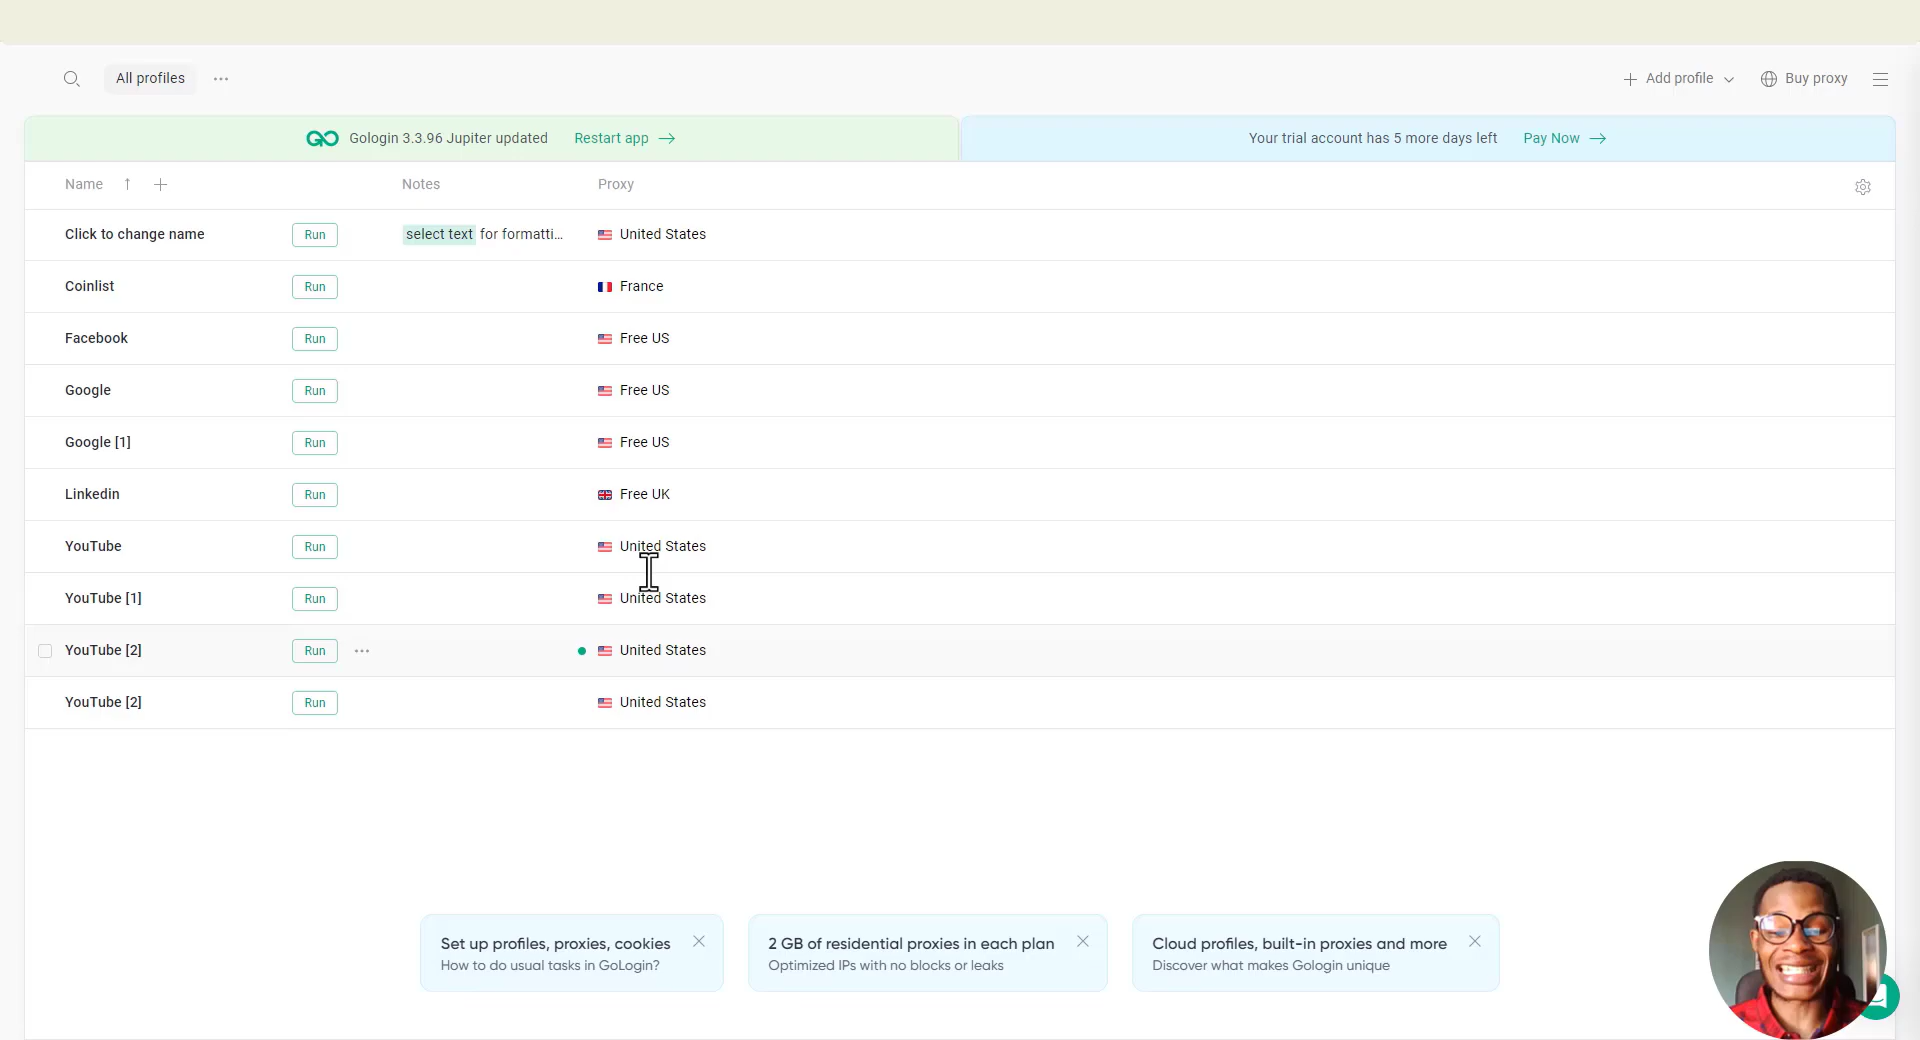 All profiles
Add profile
Buy proxy
Gologin 3.3.96 Jupiter updated Restart app
Your trial account has 5 more days left Pay Now
Name Notes Proxy
Click to change name Run select text for formatti... United States
Coinlist Run France
Facebook Run Free US
Google Run Free US
Google [1] Run Free US
Linkedin Run Free UK
YouTube Run United States
YouTube [1] Run United States
YouTube [2] Run United States
YouTube [2] Run United States
Set up profiles, proxies, cookies
How to do usual tasks in GoLogin?
2 GB of residential proxies in each plan
Optimized IPs with no blocks or leaks
Cloud profiles, built-in proxies and more
Discover what makes Gologin unique